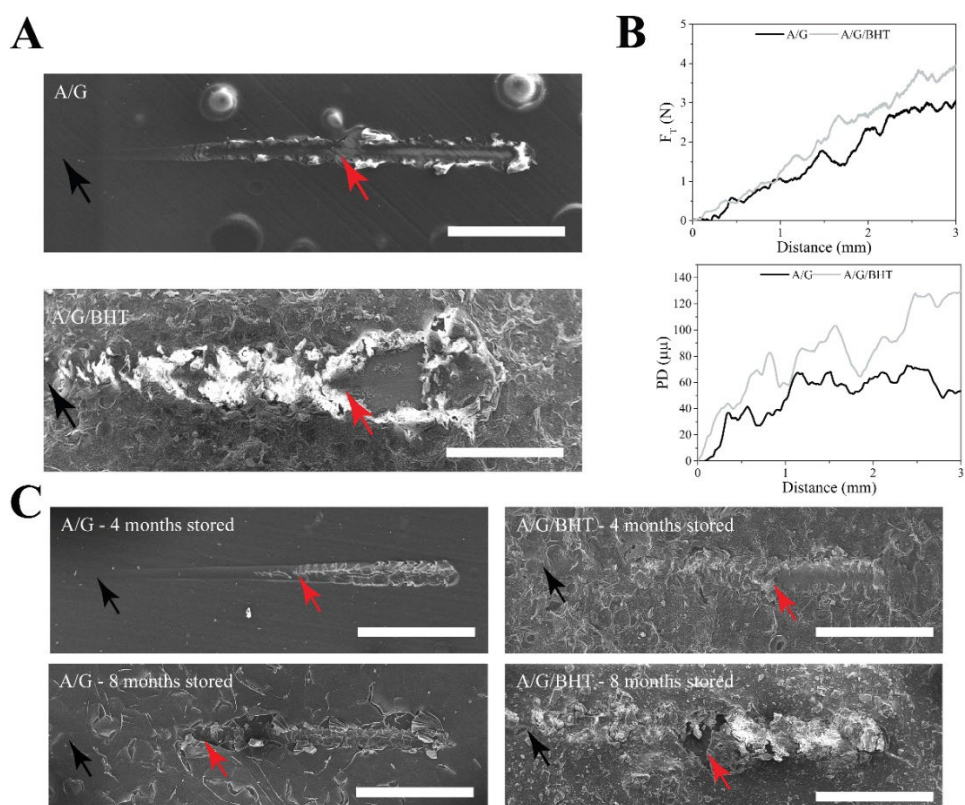 A
A/G
A/G/BHT
B
A/G A/G/BHT
5
4
3
2
1
0
F_T (N)
0 1 2 3
Distance (mm)
A/G A/G/BHT
140
120
100
80
60
40
20
0
PD (μμ)
0 1 2 3
Distance (mm)
C
A/G - 4 months stored
A/G/BHT - 4 months stored
A/G - 8 months stored
A/G/BHT - 8 months stored